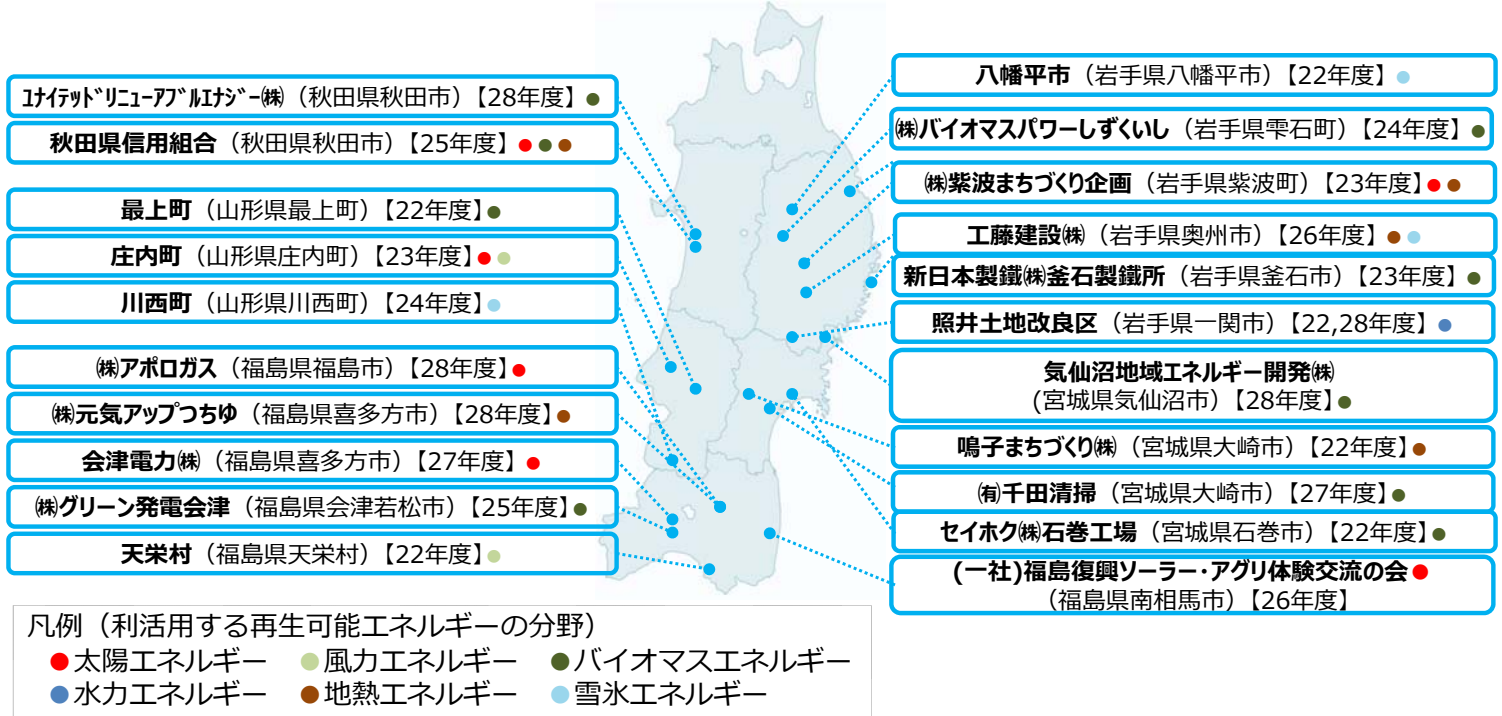 ﾕﾅｲﾃｯﾄﾞﾘﾆｭｰｱﾌﾞﾙｴﾅｼﾞｰ㈱（秋田県秋田市）【28年度】
秋田県信用組合（秋田県秋田市）【25年度】
最上町（山形県最上町）【22年度】
庄内町（山形県庄内町）【23年度】
川西町（山形県川西町）【24年度】
㈱アポロガス（福島県福島市）【28年度】
㈱元気アップつちゆ（福島県喜多方市）【28年度】
会津電力㈱（福島県喜多方市）【27年度】
㈱グリーン発電会津（福島県会津若松市）【25年度】
天栄村（福島県天栄村）【22年度】
八幡平市（岩手県八幡平市）【22年度】
㈱バイオマスパワーしずくいし（岩手県雫石町）【24年度】
㈱紫波まちづくり企画（岩手県紫波町）【23年度】
工藤建設㈱（岩手県奥州市）【26年度】
新日本製鐵㈱釜石製鐵所（岩手県釜石市）【23年度】
照井土地改良区（岩手県一関市）【22,28年度】
気仙沼地域エネルギー開発㈱
(宮城県気仙沼市）【28年度】
鳴子まちづくり㈱（宮城県大崎市）【22年度】
㈲千田清掃（宮城県大崎市）【27年度】
セイホク㈱石巻工場（宮城県石巻市）【22年度】
(一社)福島復興ソーラー・アグリ体験交流の会
（福島県南相馬市）【26年度】
凡例（利活用する再生可能エネルギーの分野）
太陽エネルギー 風力エネルギー バイオマスエネルギー
水力エネルギー 地熱エネルギー 雪氷エネルギー